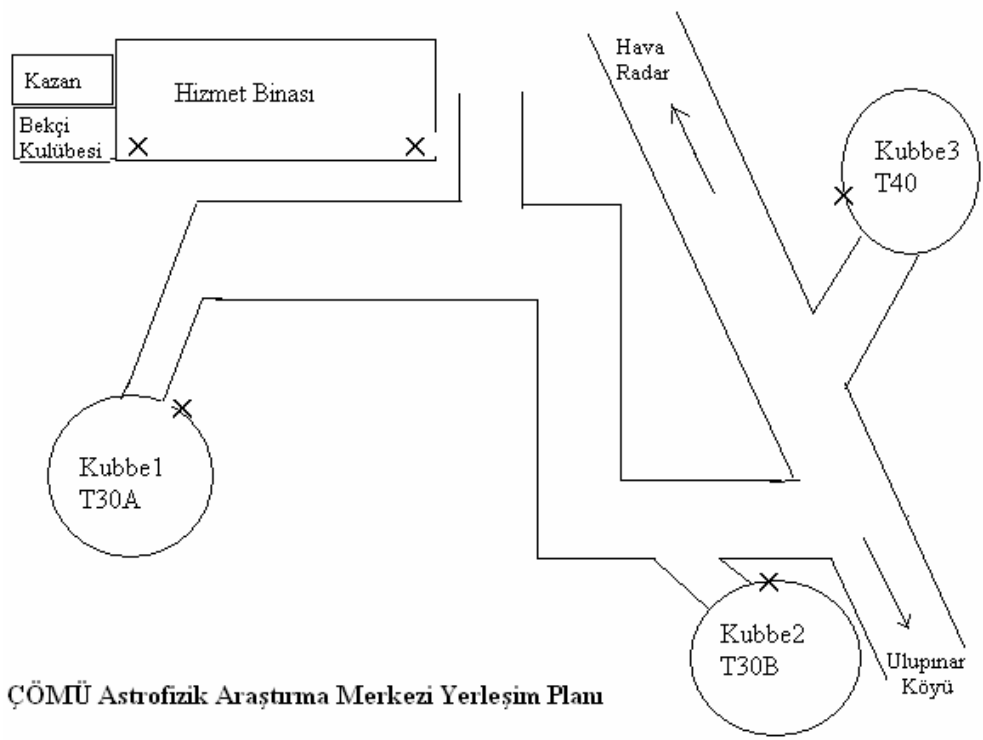 Kazan
Bekçi
Kulübesi
Hizmet Binası
Hava
Radar
Kubbe3
T40
Kubbe1
T30A
Kubbe2
T30B
Ulupınar
Köyü
ÇÖMÜ Astrofizik Araştırma Merkezi Yerleşim Planı